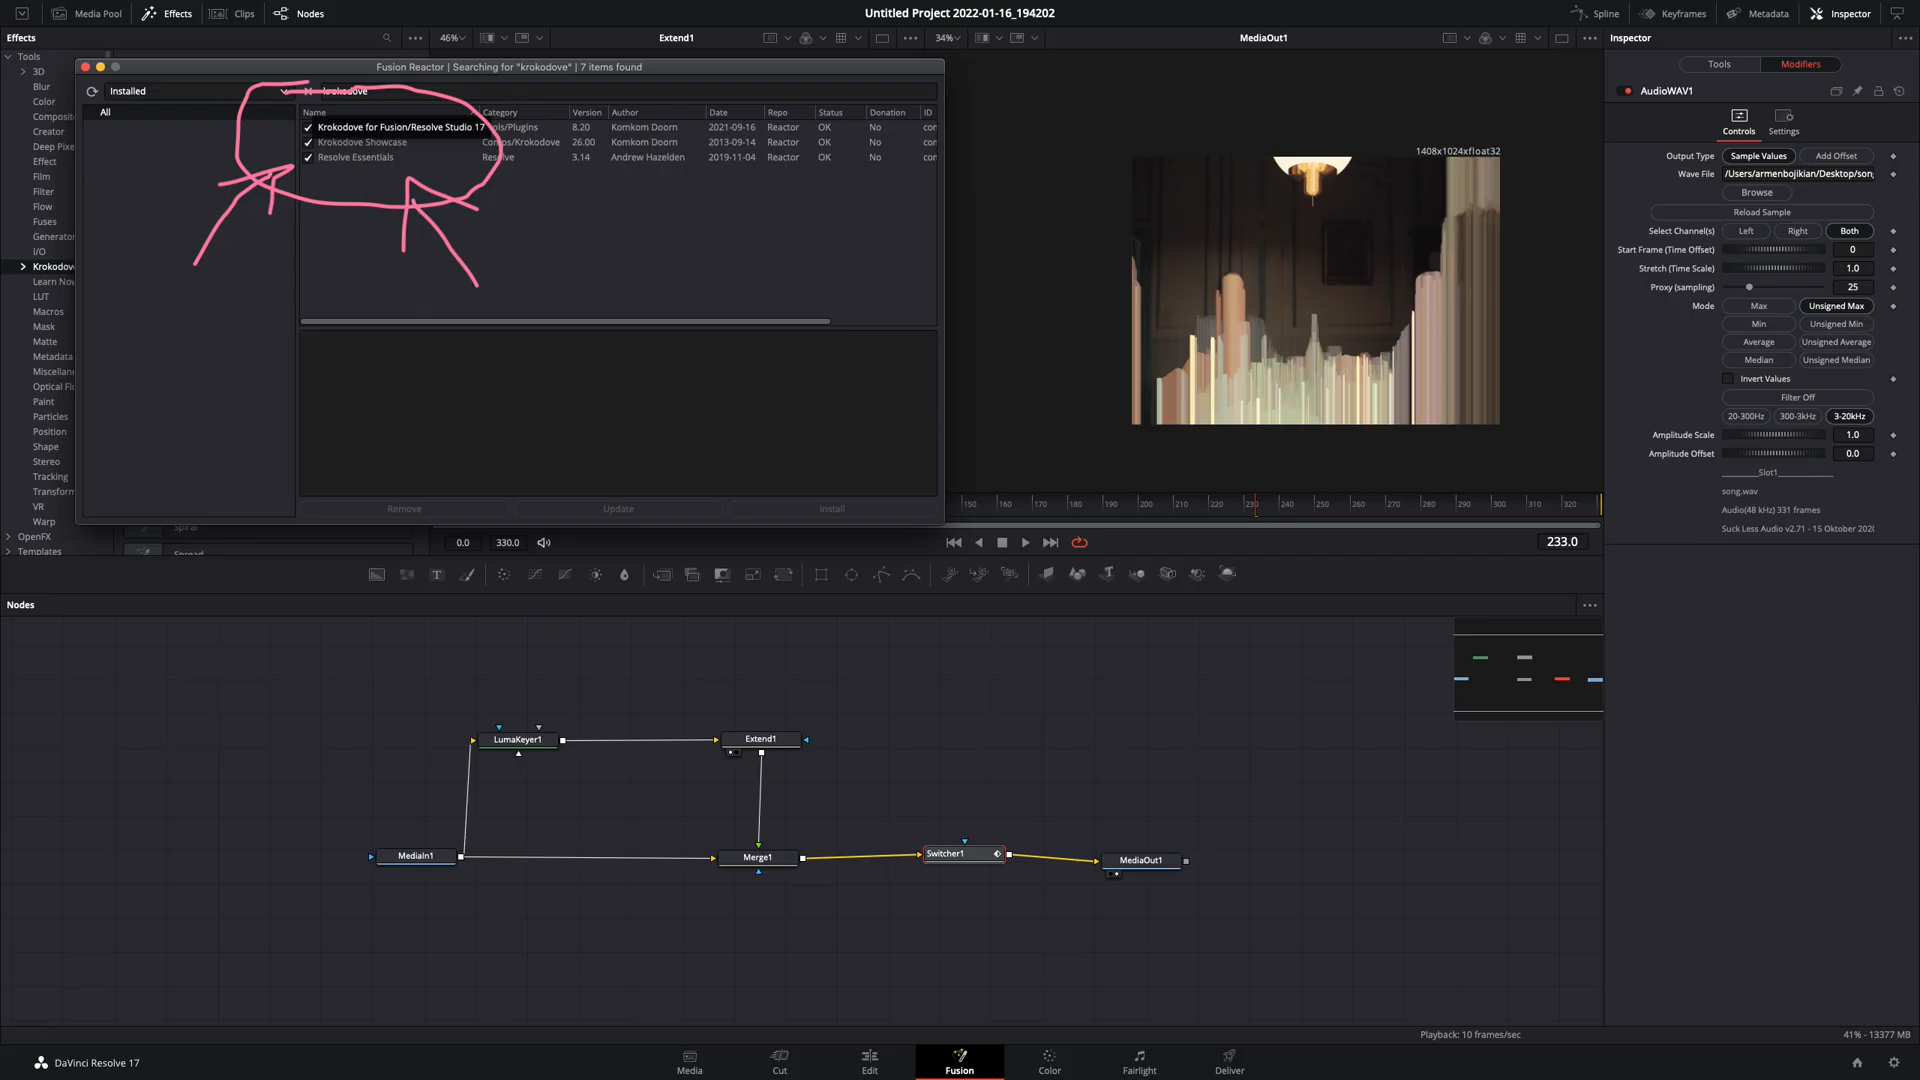 Media Pool Effects Clips Nodes Untitled Project 2022-01-16_194202 Spline Keyframes Metadata Inspector
Effects 46% Extend1 34% MediaOut1 Inspector
Tools
3D
Blur
Color
Composit
Creator
Deep Pixe
Effect
Film
Filter
Flow
Fuses
Generator
I/O
Krokodove
Learn Now
LUT
Macros
Mask
Matte
Metadata
Miscellane
Optical Flo
Paint
Particles
Position
Shape
Stereo
Tracking
Transform
VR
Warp
OpenFX
Templates
Fusion Reactor | Searching for "krokodove" | 7 items found
Installed krokodove
All
Name Category Version Author Date Repo Status Donation ID
Krokodove for Fusion/Resolve Studio 17 ols/Plugins 8.20 Komkom Doorn 2021-09-16 Reactor OK No con
Krokodove Showcase Comps/Krokodove 26.00 Komkom Doorn 2013-09-14 Reactor OK No con
Resolve Essentials Resolve 3.14 Andrew Hazelden 2019-11-04 Reactor OK No con
Remove Update Install
Spiral
Spread
1408x1024xfloat32
150 160 170 180 190 200 210 220 230 240 250 260 270 280 290 300 310 320
0.0 330.0 233.0
Tools Modifiers
AudioWAV1
Controls Settings
Output Type Sample Values Add Offset
Wave File /Users/armenbojikian/Desktop/song
Browse
Reload Sample
Select Channel(s) Left Right Both
Start Frame (Time Offset) 0
Stretch (Time Scale) 1.0
Proxy (sampling) 25
Mode Max Unsigned Max
Min Unsigned Min
Average Unsigned Average
Median Unsigned Median
Invert Values
Filter Off
20-300Hz 300-3kHz 3-20kHz
Amplitude Scale 1.0
Amplitude Offset 0.0
Slot1
song.wav
Audio(48 kHz) 331 frames
Suck Less Audio v2.71 - 15 Oktober 2020
Nodes
LumaKeyer1 Extend1
MediaIn1 Merge1 Switcher1 MediaOut1
Playback: 10 frames/sec 41% - 13377 MB
DaVinci Resolve 17 Media Cut Edit Fusion Color Fairlight Deliver